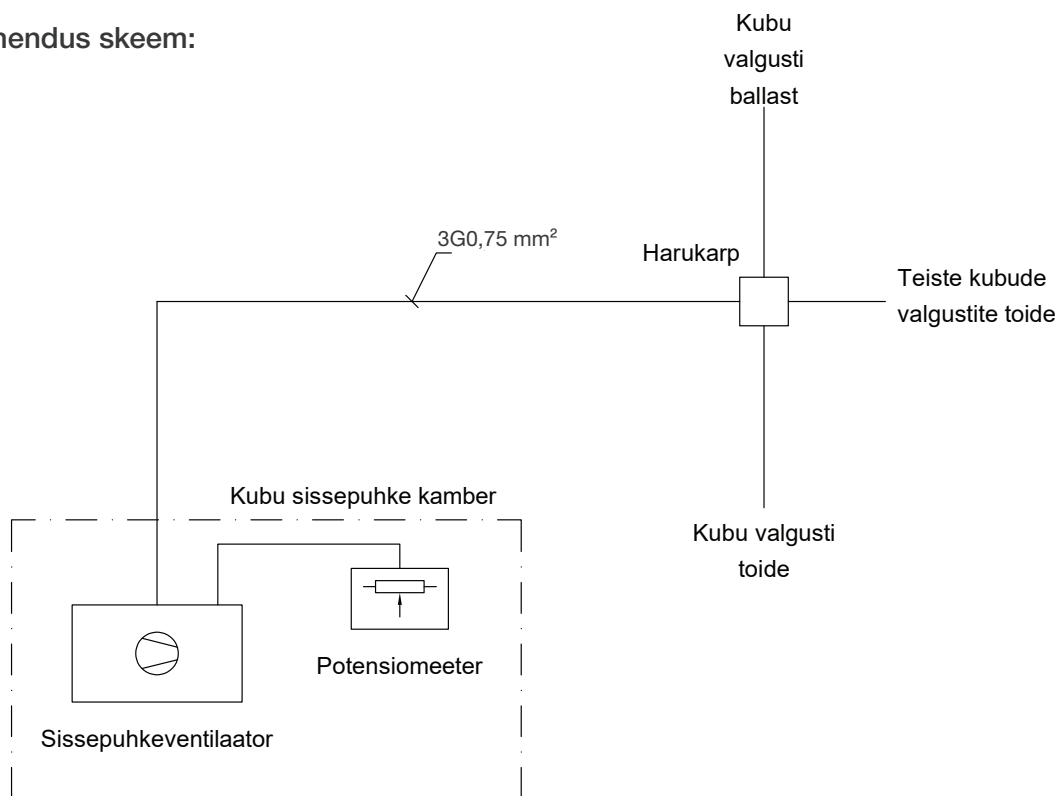 skeem:
Kubu
valgusti
ballast
3G0,75 mm²
Harukarp
Teiste kubude
valgustite toide
Kubu sissepuhke kamber
Kubu valgusti
toide
Potensiomeeter
Sissepuhkeventilaator